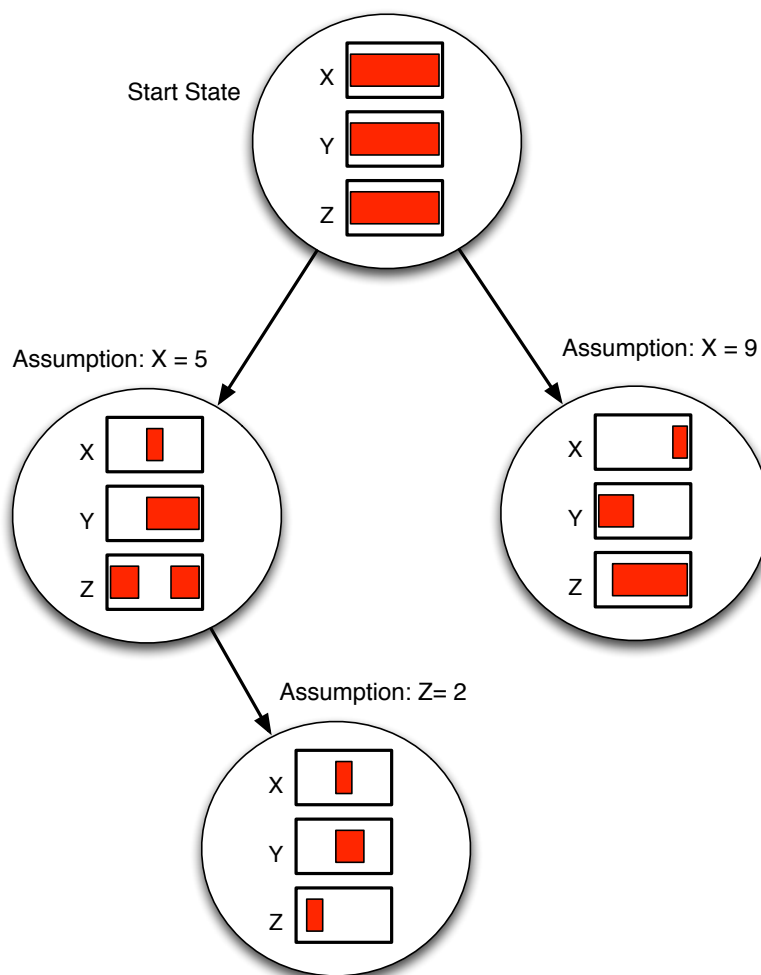 Start State
X
Y
Z
Assumption: X = 5
X
Y
Z
Assumption: X = 9
X
Y
Z
Assumption: Z= 2
X
Y
Z